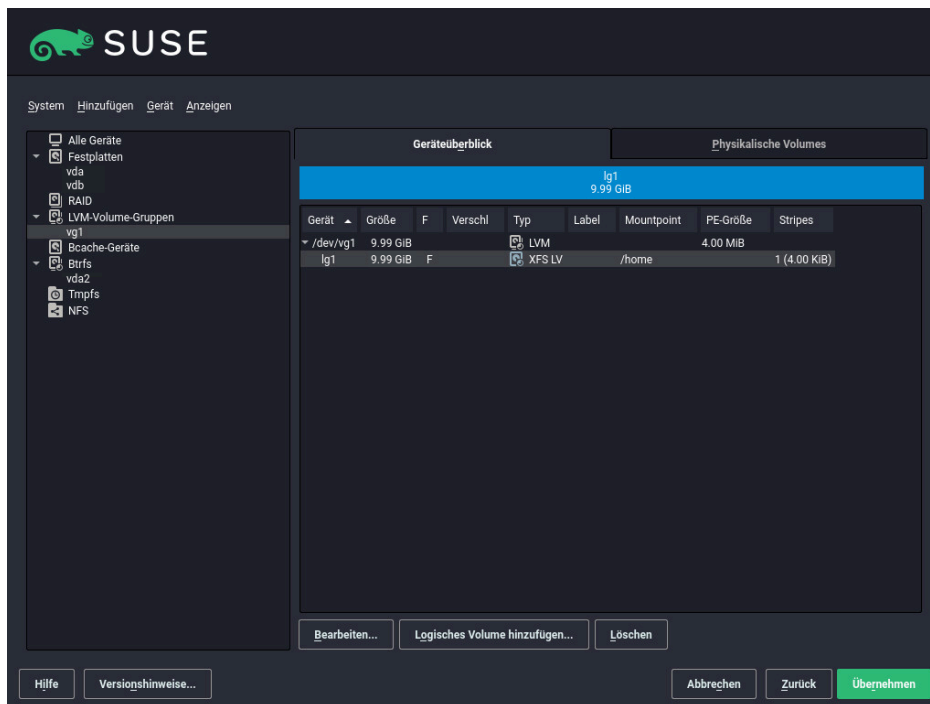 SUSE
System Hinzufügen Gerät Anzeigen
Alle Geräte
Festplatten
vda
vdb
RAID
LVM-Volume-Gruppen
vg1
Bcache-Geräte
Btrfs
vda2
Tmpfs
NFS
Geräteüberblick Physikalische Volumes
lg1
9.99 GiB
Gerät Größe F Verschl Typ Label Mountpoint PE-Größe Stripes
/dev/vg1 9.99 GiB LVM 4.00 MiB
lg1 9.99 GiB F XFS LV /home 1 (4.00 KiB)
Bearbeiten... Logisches Volume hinzufügen... Löschen
Hilfe Versionshinweise... Abbrechen Zurück Übernehmen